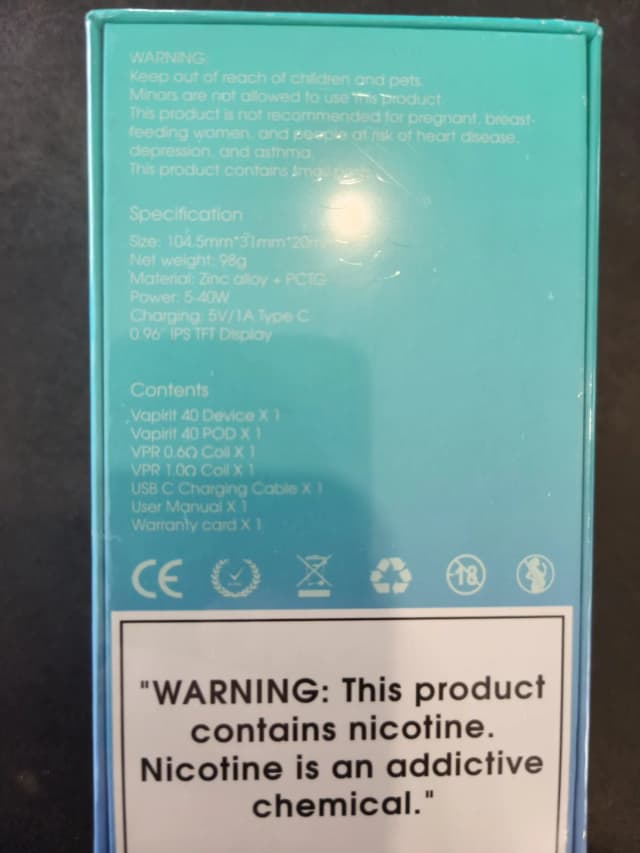 WARNING:
Keep out of reach of children and pets.
Minors are not allowed to use this product.
This product is not recommended for pregnant, breast-
feeding women, and people at risk of heart disease,
depression, and asthma.
This product contains small
Specification
Size: 104.5mm*31mm*20mm
Net weight: 98g
Material: Zinc alloy + PCTG
Power: 5-40W
Charging: 5V/1A Type C
0.96" IPS TFT Display
Contents
Vapirit 40 Device X 1
Vapirit 40 POD X 1
VPR 0.6Ω Coil X 1
VPR 1.0Ω Coil X 1
USB C Charging Cable X 1
User Manual X 1
Warranty card X 1
CE
18
"WARNING: This product
contains nicotine.
Nicotine is an addictive
chemical."